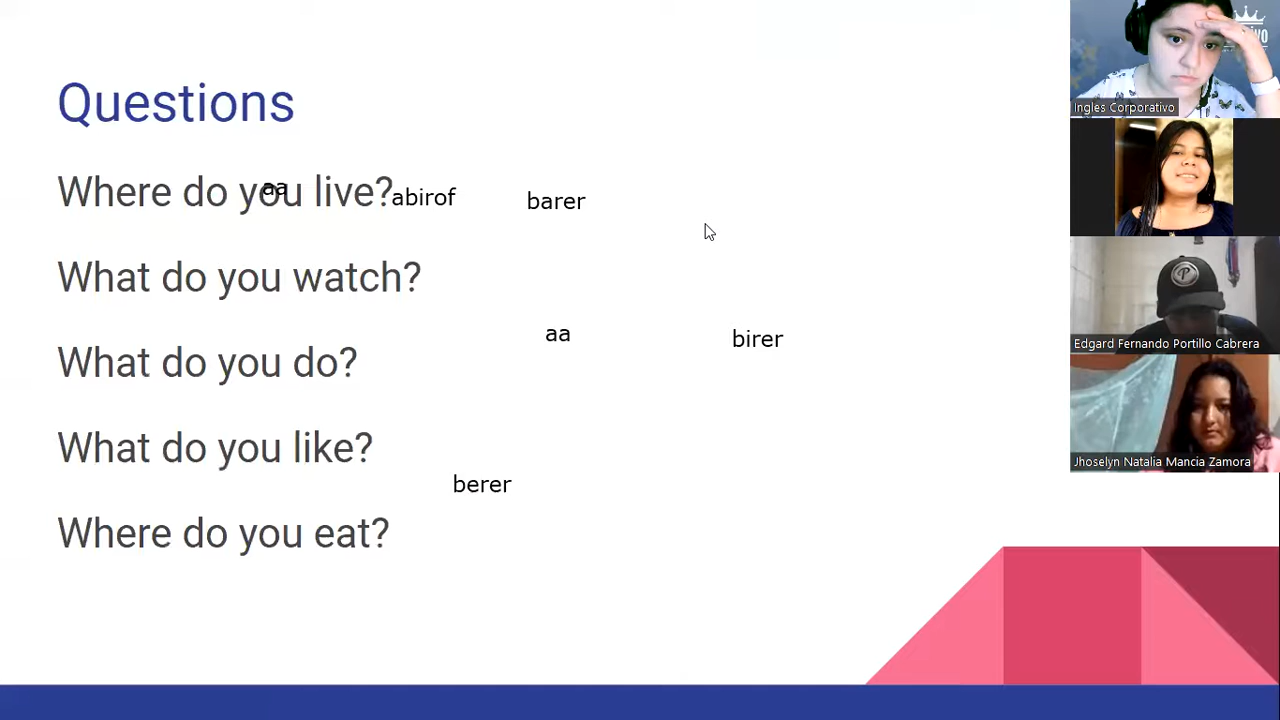 Questions
Where do you live?
aa
abirof
barer
What do you watch?
aa
birer
What do you do?
What do you like?
berer
Where do you eat?
Ingles Corporativo
Edgard Fernando Portillo Cabrera
Jhoselyn Natalia Mancia Zamora